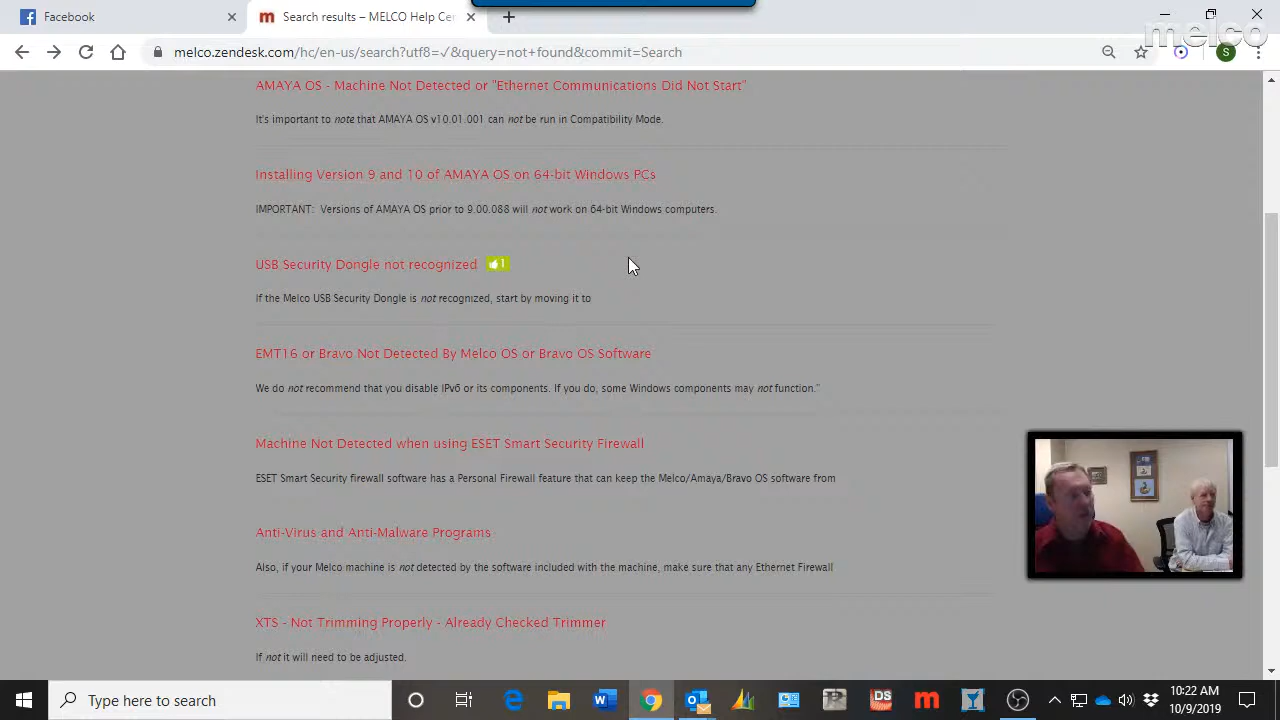 Facebook
Search results – MELCO Help Cen
melco
melco.zendesk.com/hc/en-us/search?utf8=✓&query=not+found&commit=Search
S
AMAYA OS - Machine Not Detected or "Ethernet Communications Did Not Start"
It's important to note that AMAYA OS v10.01.001 can not be run in Compatibility Mode.
Installing Version 9 and 10 of AMAYA OS on 64-bit Windows PCs
IMPORTANT: Versions of AMAYA OS prior to 9.00.088 will not work on 64-bit Windows computers.
USB Security Dongle not recognized 1
If the Melco USB Security Dongle is not recognized, start by moving it to
EMT16 or Bravo Not Detected By Melco OS or Bravo OS Software
We do not recommend that you disable IPv6 or its components. If you do, some Windows components may not function."
Machine Not Detected when using ESET Smart Security Firewall
ESET Smart Security firewall software has a Personal Firewall feature that can keep the Melco/Amaya/Bravo OS software from
Anti-Virus and Anti-Malware Programs
Also, if your Melco machine is not detected by the software included with the machine, make sure that any Ethernet Firewall
XTS - Not Trimming Properly - Already Checked Trimmer
If not it will need to be adjusted.
Type here to search
DS
10:22 AM
10/9/2019